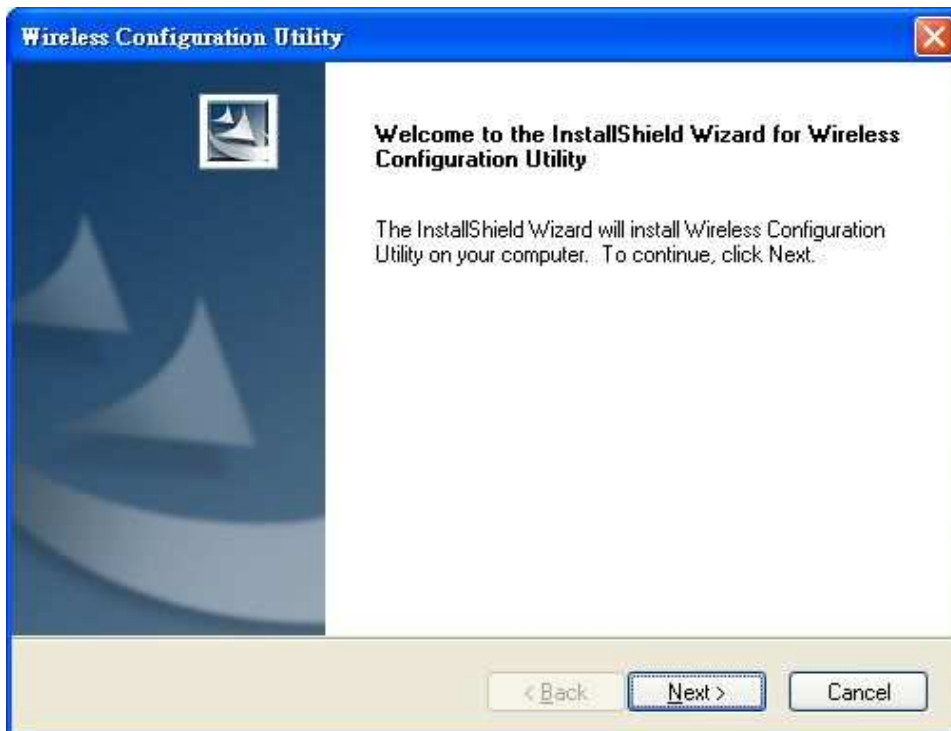 Wireless Configuration Utility
Welcome to the InstallShield Wizard for Wireless
Configuration Utility
The InstallShield Wizard will install Wireless Configuration
Utility on your computer.  To continue, click Next.
< Back
Next >
Cancel